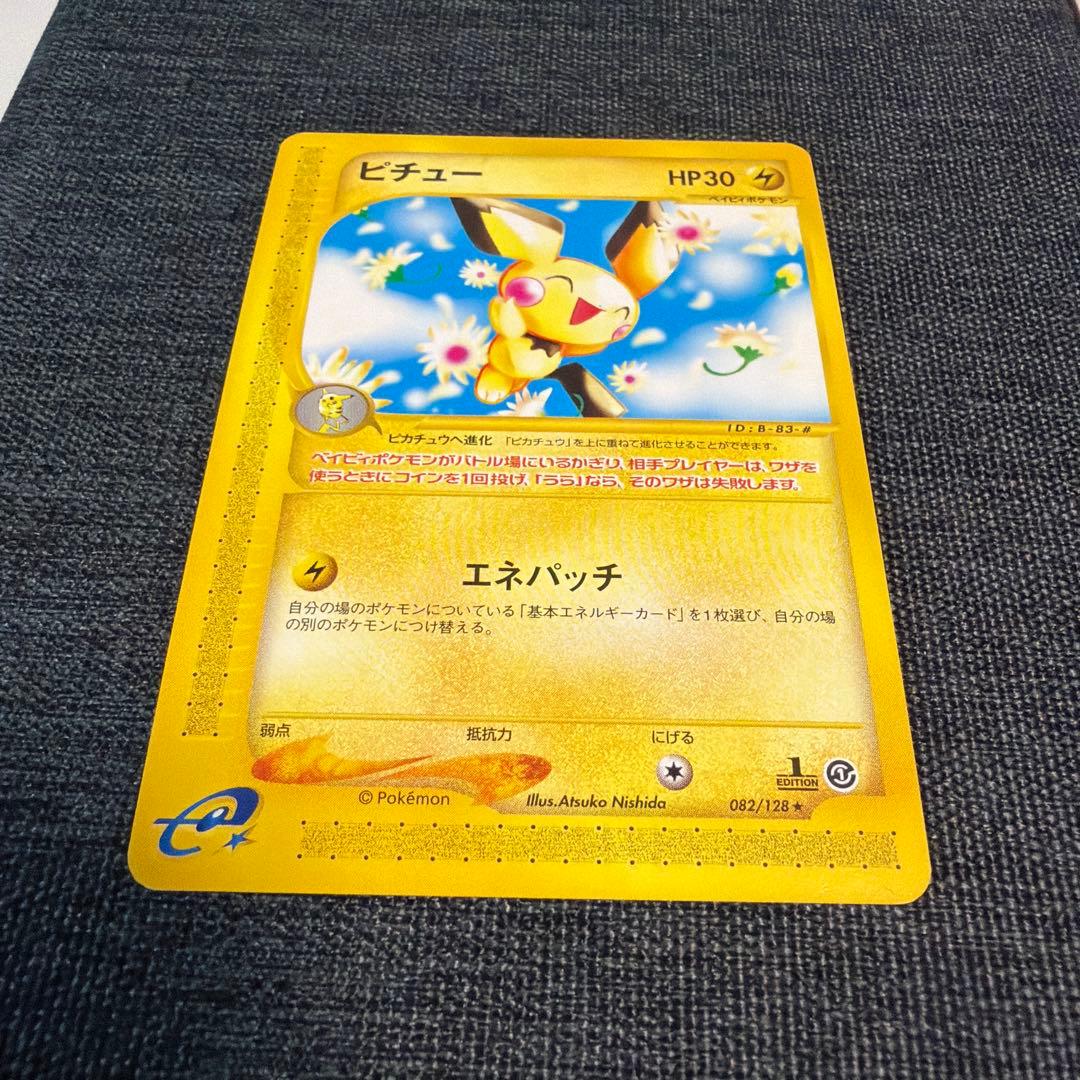 ピチュー HP30
ベイビィポケモン
ID:B-83-#
ピカチュウへ進化 「ピカチュウ」を上に重ねて進化させることができます。
ベイビィポケモンがバトル場にいるかぎり、相手プレイヤーは、ワザを
使うときにコインを1回投げ、「うら」なら、そのワザは失敗します。
エネパッチ
自分の場のポケモンについている「基本エネルギーカード」を1枚選び、自分の場
の別のポケモンにつけ替える。
弱点 抵抗力 にげる
1
EDITION
© Pokémon Illus.Atsuko Nishida 082/128 ★
e